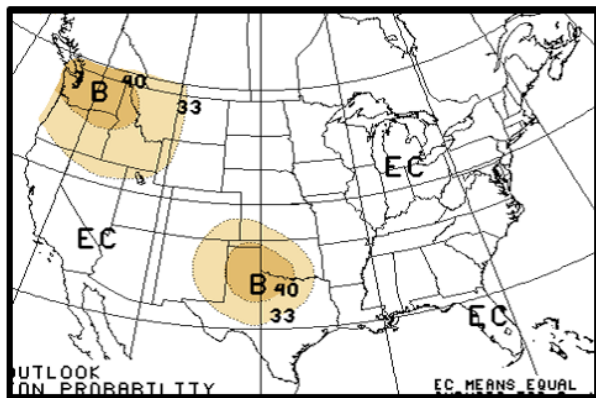 40
B
33
EC
EC
B 40
33
EC
OUTLOOK
ON PROBABILITY
EC MEANS EQUAL